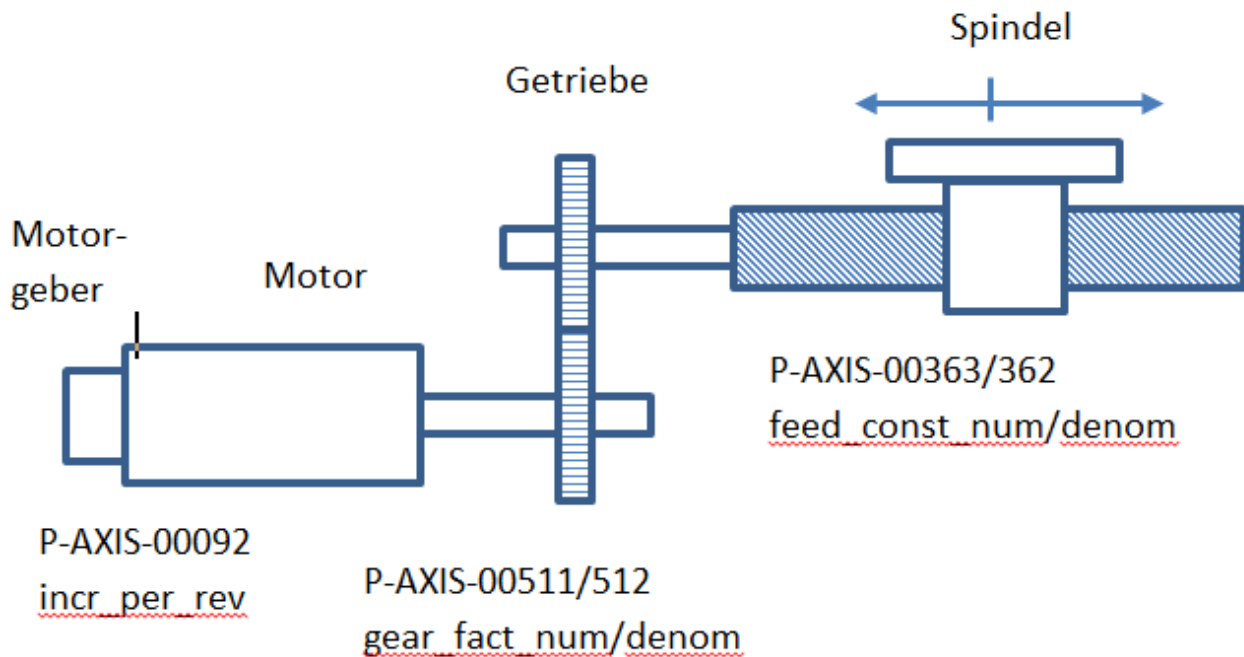 Spindel
Getriebe
Motor-
geber
Motor
P-AXIS-00363/362
feed_const_num/denom
P-AXIS-00092
incr_per_rev
P-AXIS-00511/512
gear_fact_num/denom